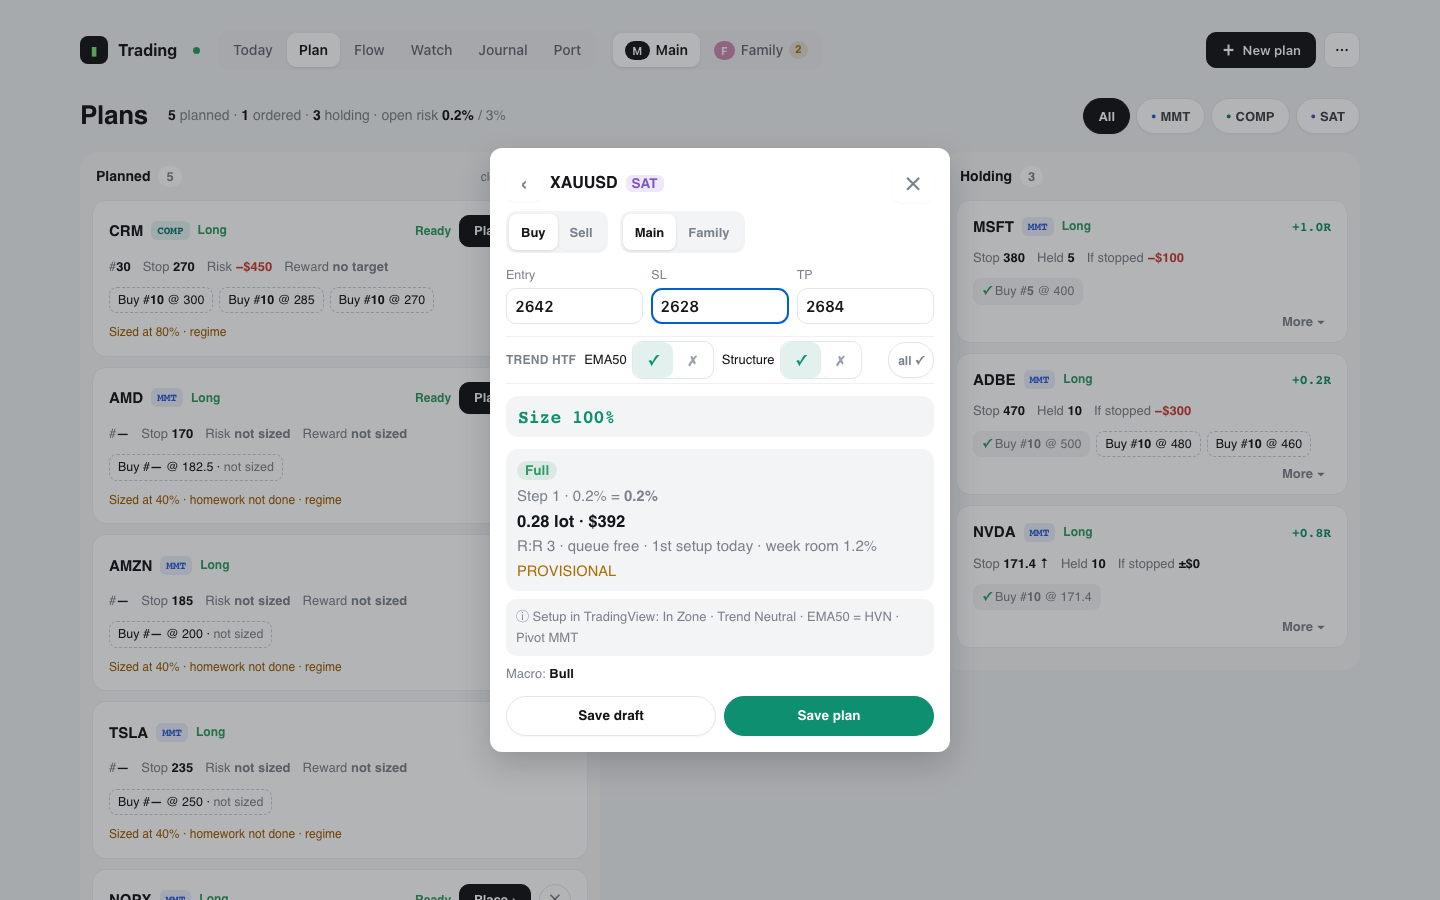 Trading
Today
Plan
Flow
Watch
Journal
Port
M Main
F Family 2
+ New plan
···
Plans
5 planned · 1 ordered · 3 holding · open risk 0.2% / 3%
All
• MMT
• COMP
• SAT
Planned 5
CRM COMP Long
Ready
#30 Stop 270 Risk −$450 Reward no target
Buy #10 @ 300
Buy #10 @ 285
Buy #10 @ 270
Sized at 80% · regime
AMD MMT Long
Ready
#— Stop 170 Risk not sized Reward not sized
Buy #— @ 182.5 · not sized
Sized at 40% · homework not done · regime
AMZN MMT Long
#— Stop 185 Risk not sized Reward not sized
Buy #— @ 200 · not sized
Sized at 40% · homework not done · regime
TSLA MMT Long
#— Stop 235 Risk not sized Reward not sized
Buy #— @ 250 · not sized
Sized at 40% · homework not done · regime
MMT Long
‹ XAUUSD SAT ✕
Buy Sell
Main Family
Entry SL TP
2642 2628 2684
TREND HTF EMA50 ✓ ✗ Structure ✓ ✗ all ✓
Size 100%
Full
Step 1 · 0.2% = 0.2%
0.28 lot · $392
R:R 3 · queue free · 1st setup today · week room 1.2%
PROVISIONAL
ⓘ Setup in TradingView: In Zone · Trend Neutral · EMA50 = HVN ·
Pivot MMT
Macro: Bull
Save draft
Save plan
Holding 3
MSFT MMT Long
+1.0R
Stop 380 Held 5 If stopped −$100
✓ Buy #5 @ 400
More
ADBE MMT Long
+0.2R
Stop 470 Held 10 If stopped −$300
✓ Buy #10 @ 500
Buy #10 @ 480
Buy #10 @ 460
More
NVDA MMT Long
+0.8R
Stop 171.4 ↑ Held 10 If stopped ±$0
✓ Buy #10 @ 171.4
More